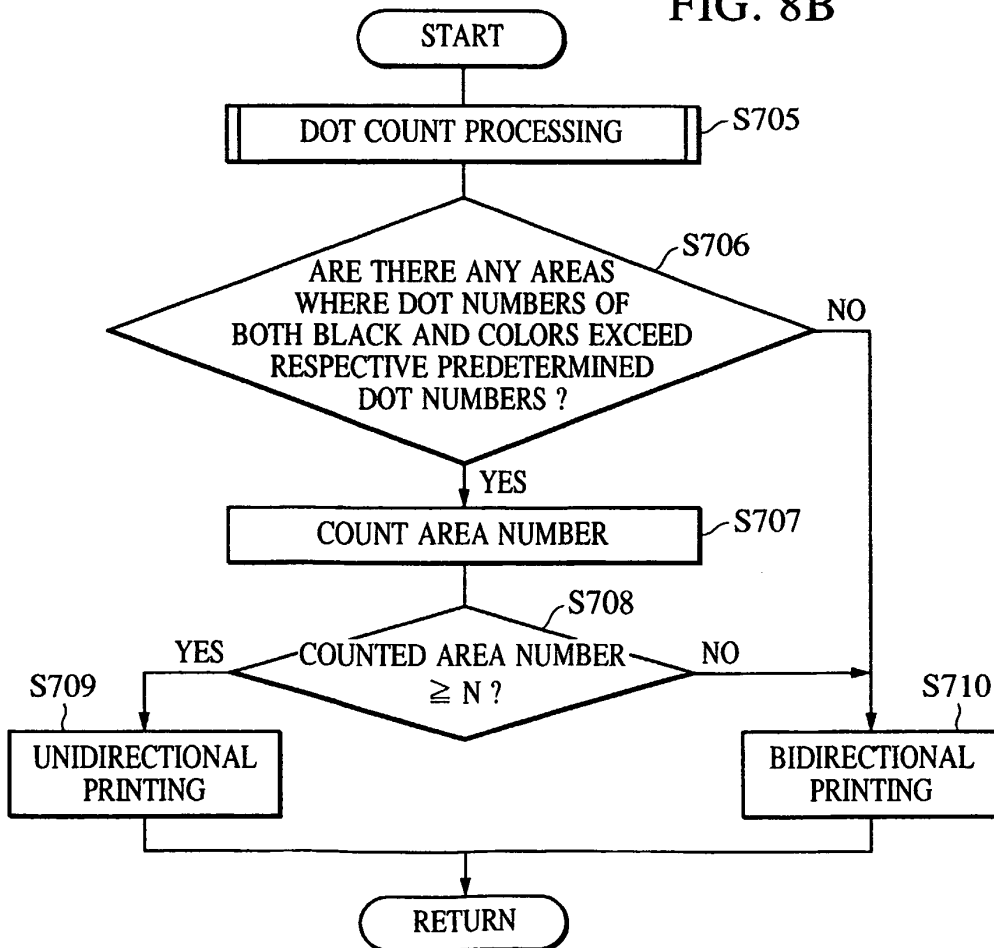 FIG. 8B
START
DOT COUNT PROCESSING
S705
S706
ARE THERE ANY AREAS
WHERE DOT NUMBERS OF
BOTH BLACK AND COLORS EXCEED
RESPECTIVE PREDETERMINED
DOT NUMBERS ?
NO
YES
COUNT AREA NUMBER
S707
S708
YES
COUNTED AREA NUMBER
≧ N ?
NO
S709
S710
UNIDIRECTIONAL
PRINTING
BIDIRECTIONAL
PRINTING
RETURN